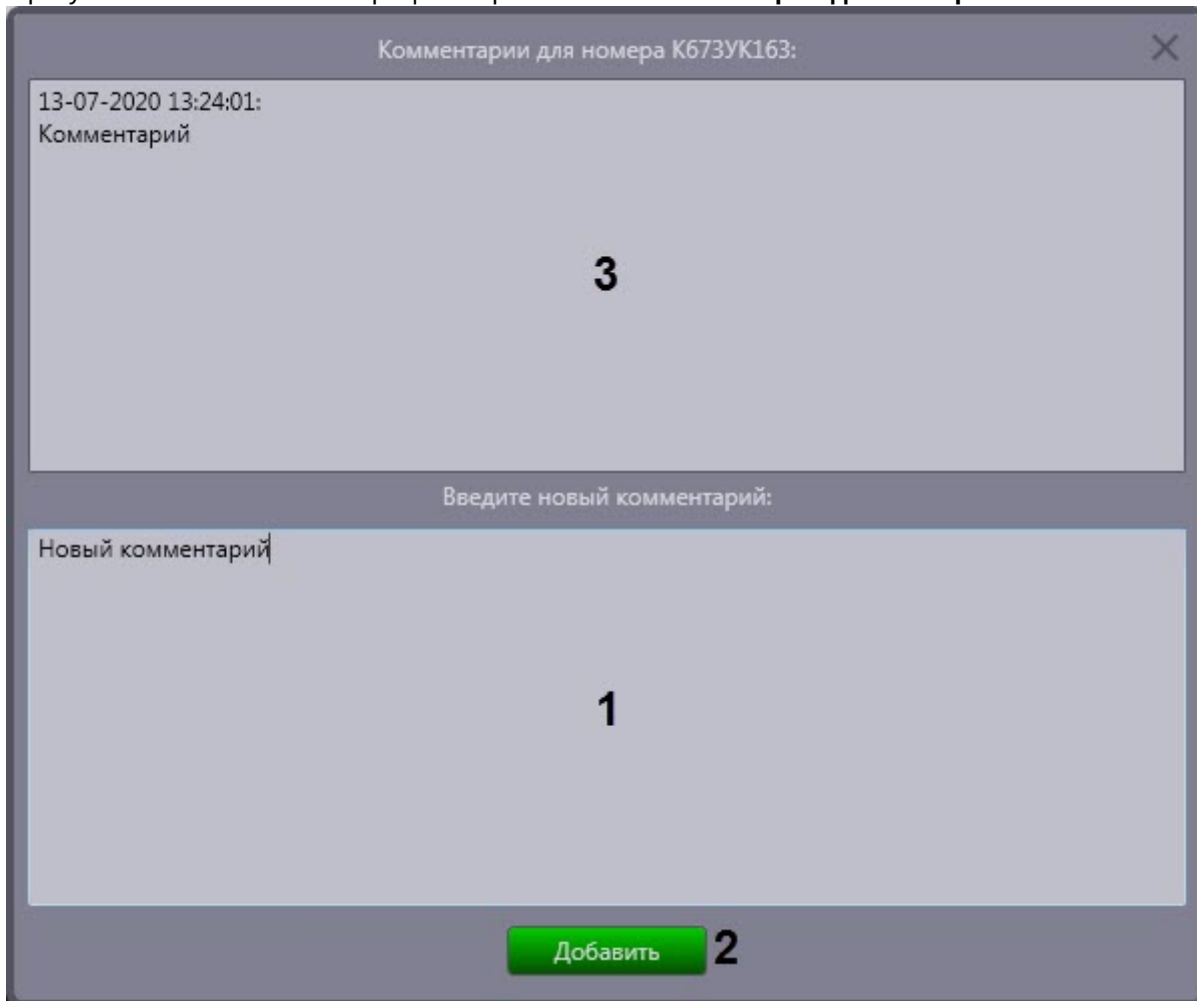 Комментарии для номера К673УК163:
13-07-2020 13:24:01:
Комментарий
3
Введите новый комментарий:
Новый комментарий
1
Добавить 2